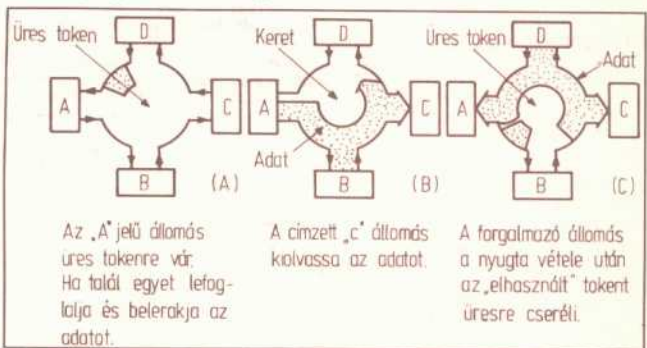 Üres token
D
A
C
B
(A)
Az „A" jelű állomás
üres tokenre vár.
Ha talál egyet lefog-
lalja és belerakja az
adatot.
Keret
D
A
C
Adat
B
(B)
A címzett „c" állomás
kiolvassa az adatot.
Üres token
D
Adat
A
C
B
(C)
A forgalmazó állomás
a nyugta vétele után
az „elhasznált" tokent
üresre cseréli.